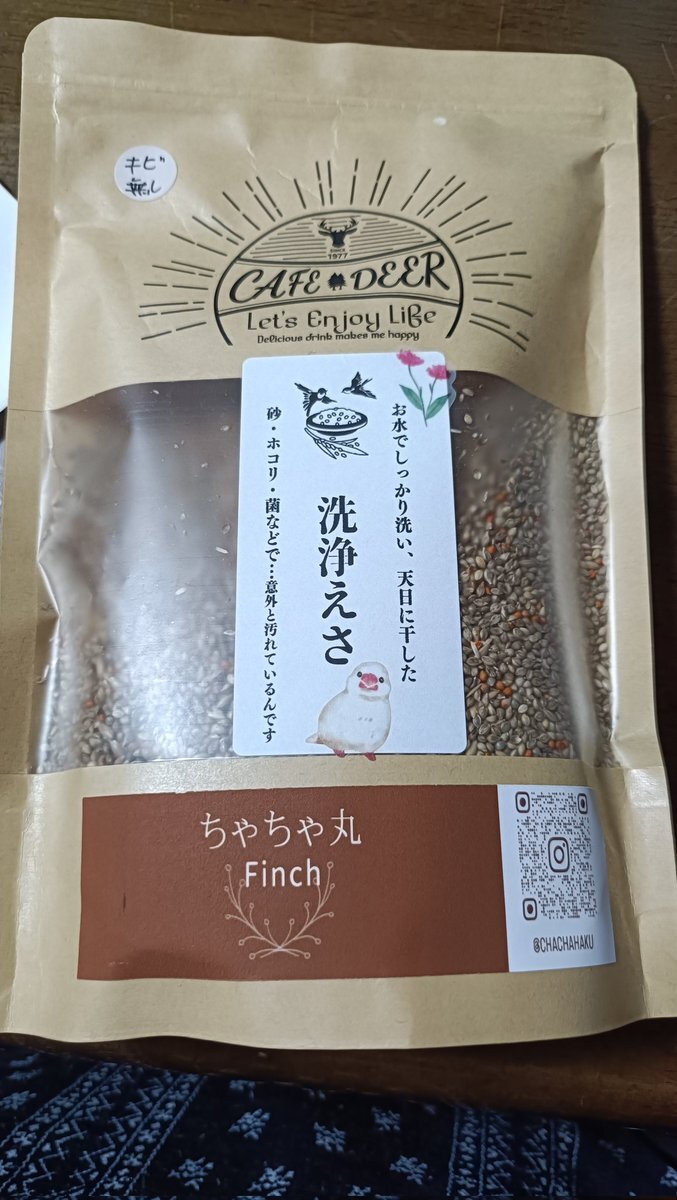 キビ
無し
SINCE
1977
CAFE DEER
Let's Enjoy Life
Delicious drink makes me happy
お水でしっかり洗い、天日に干した
洗浄えさ
砂・ホコリ・菌などで…意外と汚れているんです
ちゃちゃ丸
Finch
@CHACHAHAKU